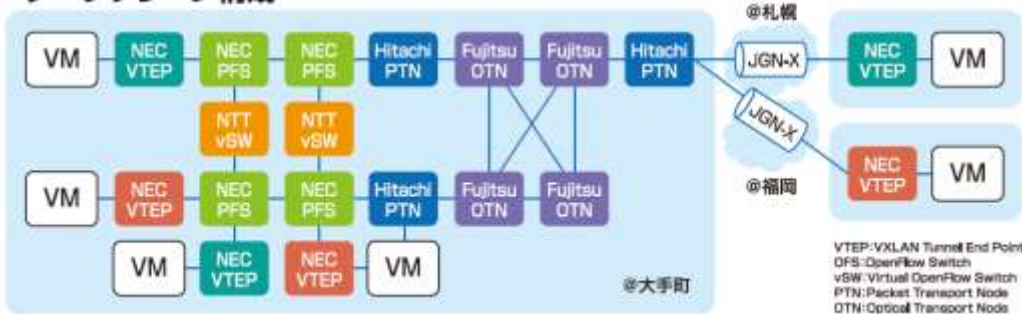 @札幌
VM
NEC
VTEP
NEC
PFS
NEC
PFS
Hitachi
PTN
Fujitsu
OTN
Fujitsu
OTN
Hitachi
PTN
JGN-X
NEC
VTEP
VM
NTT
vSW
NTT
vSW
JGN-X
VM
NEC
VTEP
NEC
PFS
NEC
PFS
Hitachi
PTN
Fujitsu
OTN
Fujitsu
OTN
@福岡
NEC
VTEP
VM
VM
NEC
VTEP
NEC
VTEP
VM
@大手町
VTEP:VXLAN Tunnel End Point
OFS:OpenFlow Switch
vSW:Virtual OpenFlow Switch
PTN:Packet Transport Node
OTN:Optical Transport Node